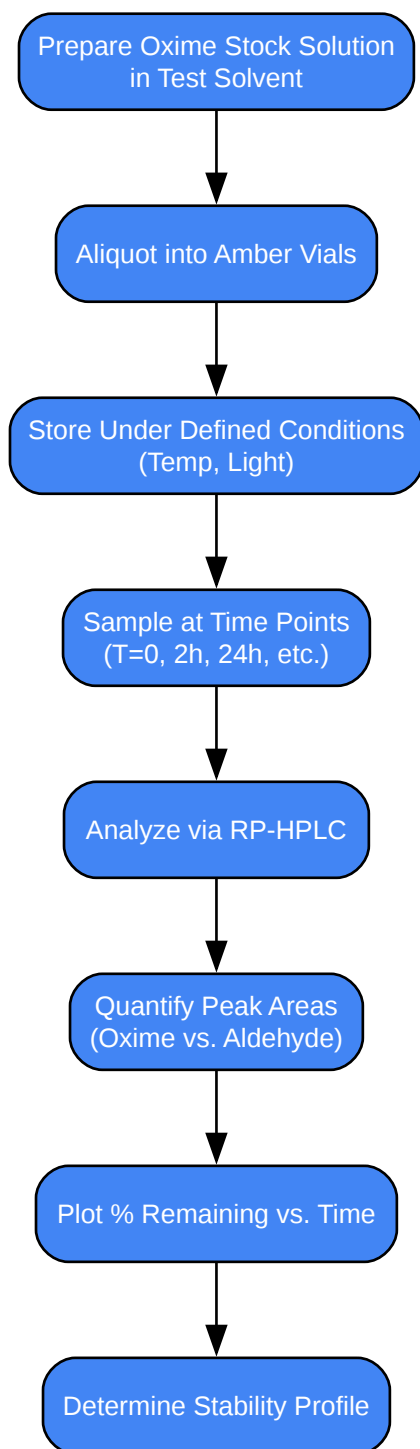 Prepare Oxime Stock Solution
in Test Solvent
Aliquot into Amber Vials
Store Under Defined Conditions
(Temp, Light)
Sample at Time Points
(T=0, 2h, 24h, etc.)
Analyze via RP-HPLC
Quantify Peak Areas
(Oxime vs. Aldehyde)
Plot % Remaining vs. Time
Determine Stability Profile